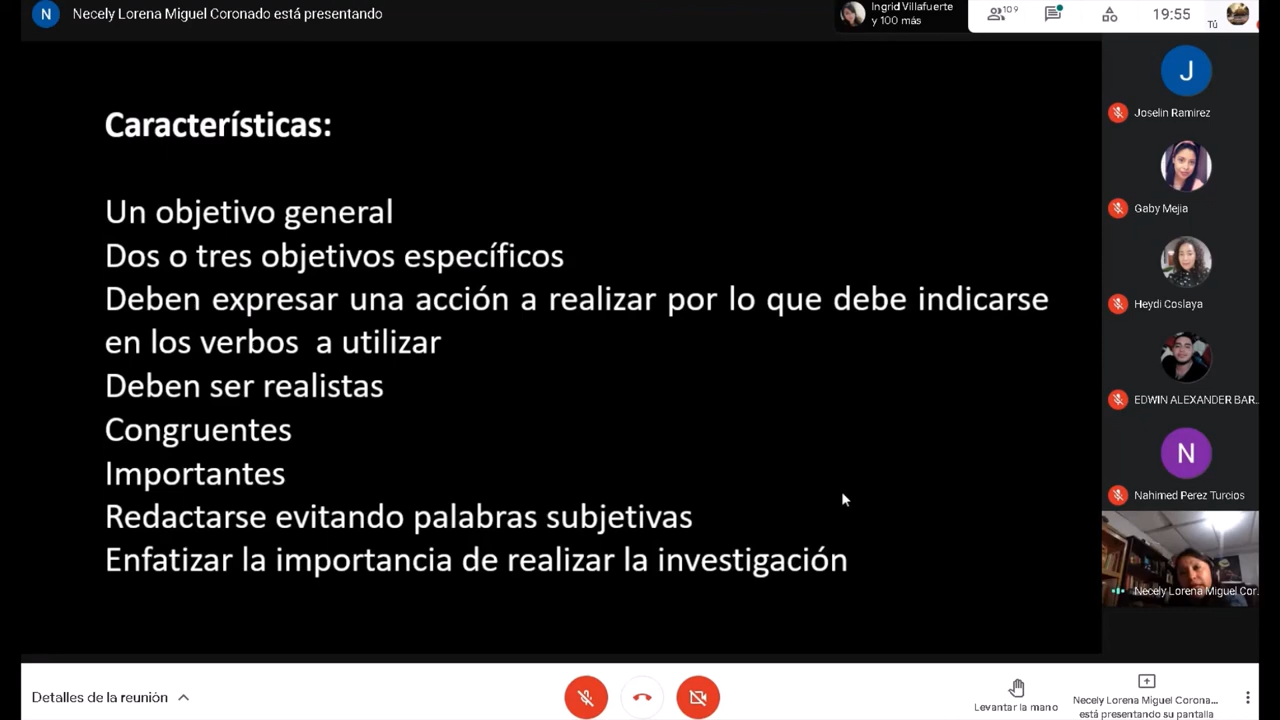 N Necely Lorena Miguel Coronado está presentando
Ingrid Villafuerte
y 100 más
109
19:55
Tú
Características:
Un objetivo general
Dos o tres objetivos específicos
Deben expresar una acción a realizar por lo que debe indicarse
en los verbos a utilizar
Deben ser realistas
Congruentes
Importantes
Redactarse evitando palabras subjetivas
Enfatizar la importancia de realizar la investigación
J
Joselin Ramirez
Gaby Mejia
Heydi Coslaya
EDWIN ALEXANDER BAR...
N
Nahimed Perez Turcios
Necely Lorena Miguel Cor...
Detalles de la reunión
Levantar la mano
Necely Lorena Miguel Corona...
está presentando su pantalla